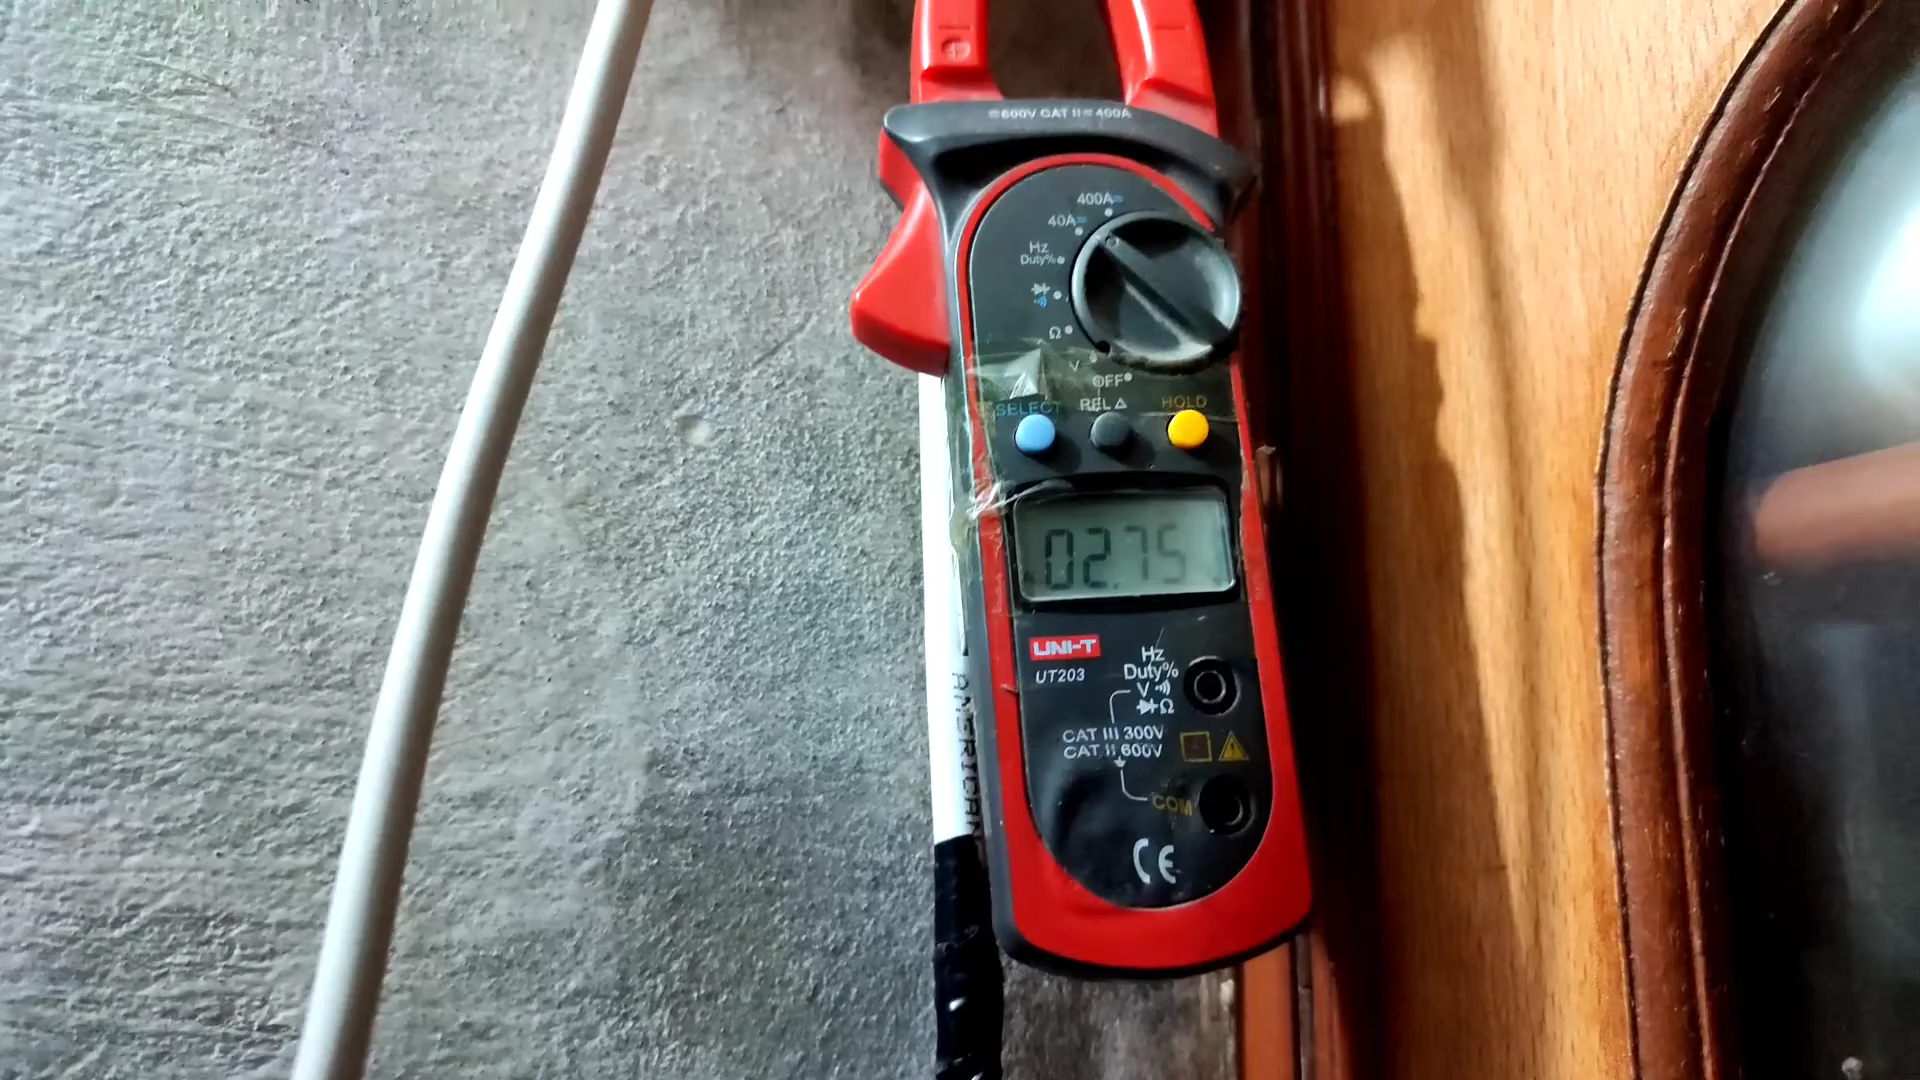 ≂600V CAT II≂400A
400A≂
40A≂
Hz
Duty%
Ω
V
OFF
SELECT REL△ HOLD
02.75
UNI-T
UT203
Hz
Duty%
V
Ω
CAT III 300V
CAT II 600V
COM
CE
AMERICAN